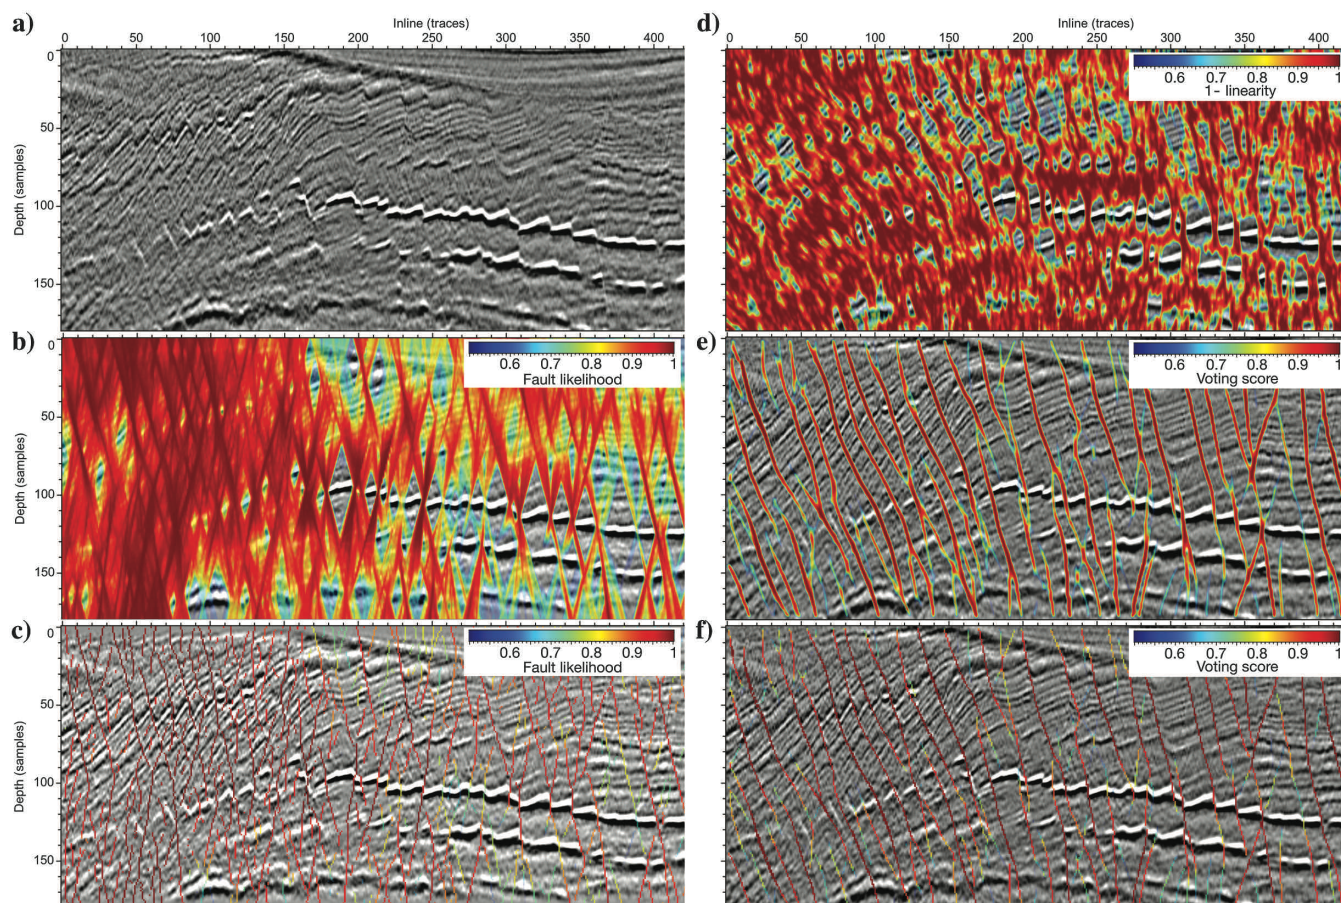 a)
Inline (traces)
0 50 100 150 200 250 300 350 400
Depth (samples)
0
50
100
150
d)
Inline (traces)
0 50 100 150 200 250 300 350 400
0.6 0.7 0.8 0.9 1
1- linearity
b)
Depth (samples)
0
50
100
150
0.6 0.7 0.8 0.9 1
Fault likelihood
e)
0.6 0.7 0.8 0.9 1
Voting score
c)
Depth (samples)
0
50
100
150
0.6 0.7 0.8 0.9 1
Fault likelihood
f)
0.6 0.7 0.8 0.9 1
Voting score